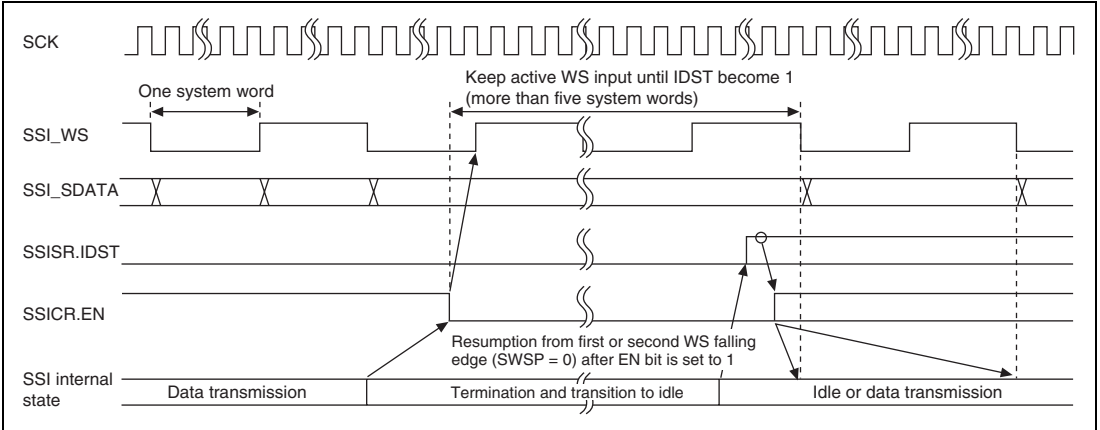 SCK
Keep active WS input until IDST become 1
(more than five system words)
One system word
SSI_WS
SSI_SDATA
SSISR.IDST
SSICR.EN
Resumption from first or second WS falling
edge (SWSP = 0) after EN bit is set to 1
SSI internal
state
Data transmission
Termination and transition to idle
Idle or data transmission